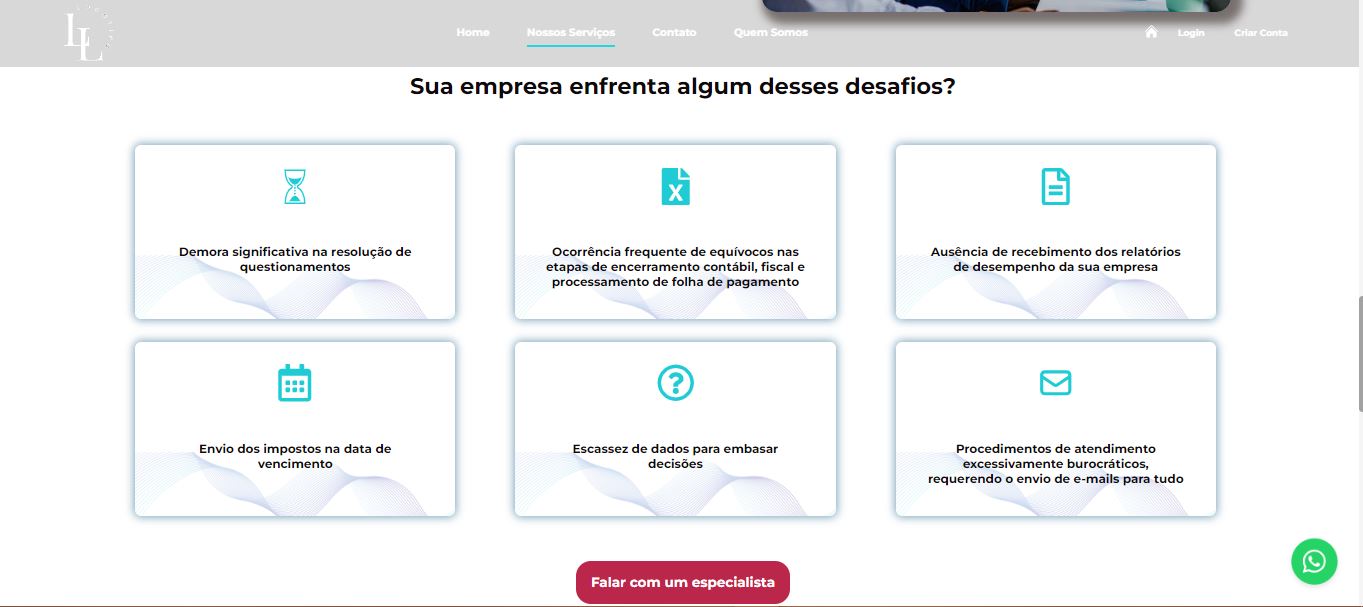 LL
Home Nossos Serviços Contato Quem Somos Login Criar Conta
Sua empresa enfrenta algum desses desafios?
Demora significativa na resolução de
questionamentos
Ocorrência frequente de equívocos nas
etapas de encerramento contábil, fiscal e
processamento de folha de pagamento
Ausência de recebimento dos relatórios
de desempenho da sua empresa
Envio dos impostos na data de
vencimento
Escassez de dados para embasar
decisões
Procedimentos de atendimento
excessivamente burocráticos,
requerendo o envio de e-mails para tudo
Falar com um especialista